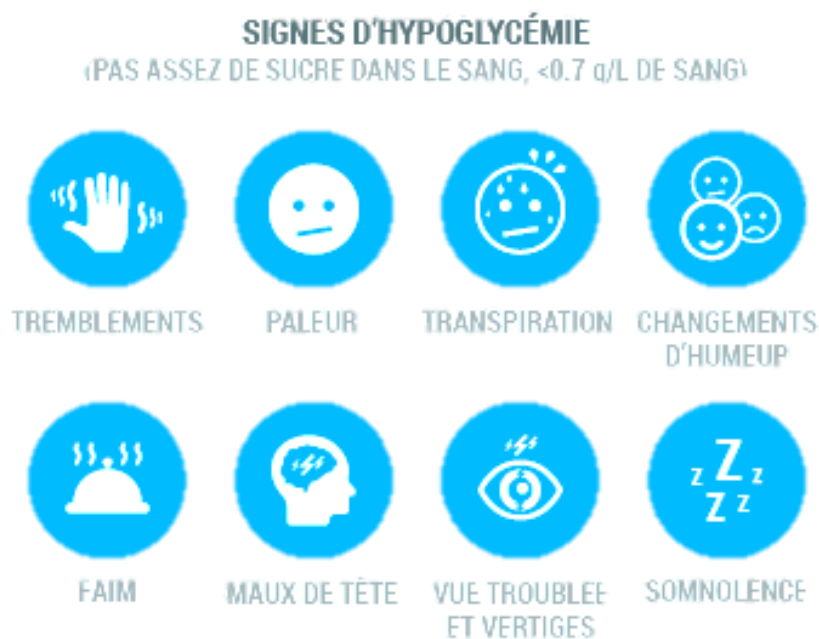 SIGNES D'HYPOGLYCÉMIE
(PAS ASSEZ DE SUCRE DANS LE SANG, <0.7 g/L DE SANG)
TREMBLEMENTS PALEUR TRANSPIRATION CHANGEMENTS
D'HUMEUR
FAIM MAUX DE TÊTE VUE TROUBLEE SOMNOLENCE
ET VERTIGES